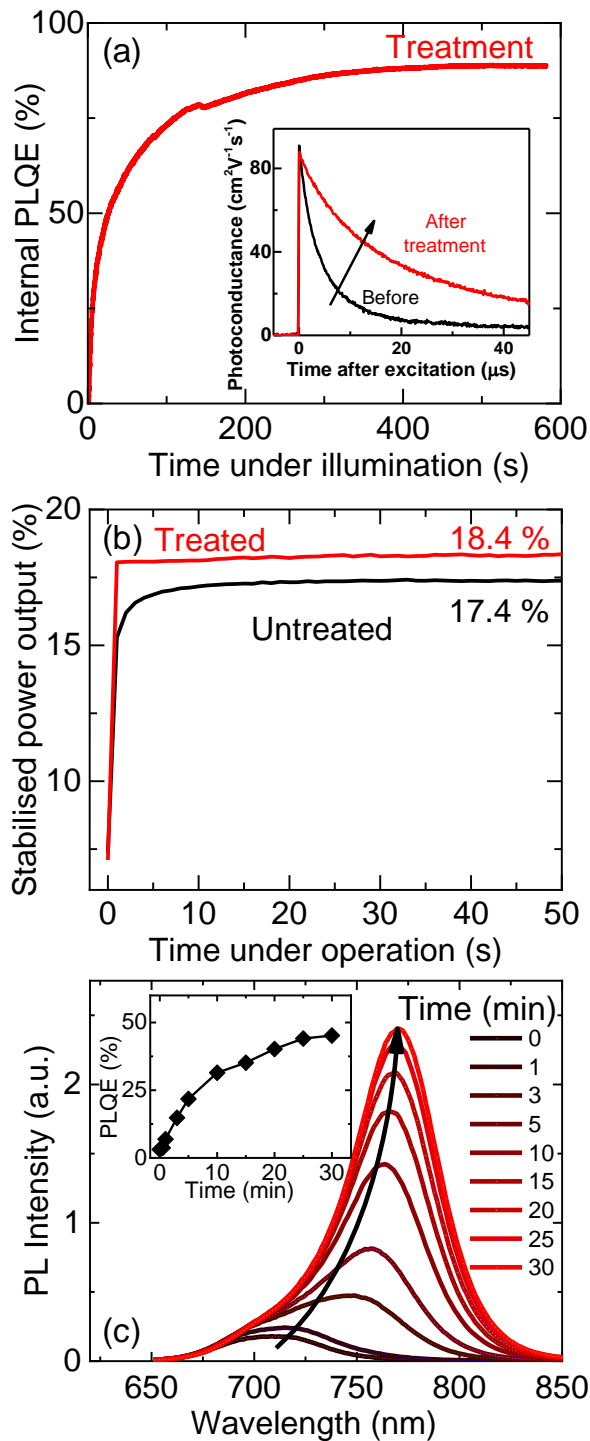 (a)
Treatment
Internal PLQE (%)
100
50
0
Photoconductance (cm²V⁻¹s⁻¹)
80
40
0
After
treatment
Before
0 20 40
Time after excitation (μs)
0 200 400 600
Time under illumination (s)
(b)
Treated
18.4 %
Untreated
17.4 %
Stabilised power output (%)
20
15
10
0 10 20 30 40 50
Time under operation (s)
(c)
PL Intensity (a.u.)
2
1
0
PLQE (%)
50
25
0
0 10 20 30
Time (min)
Time (min)
0
1
3
5
10
15
20
25
30
650 700 750 800 850
Wavelength (nm)